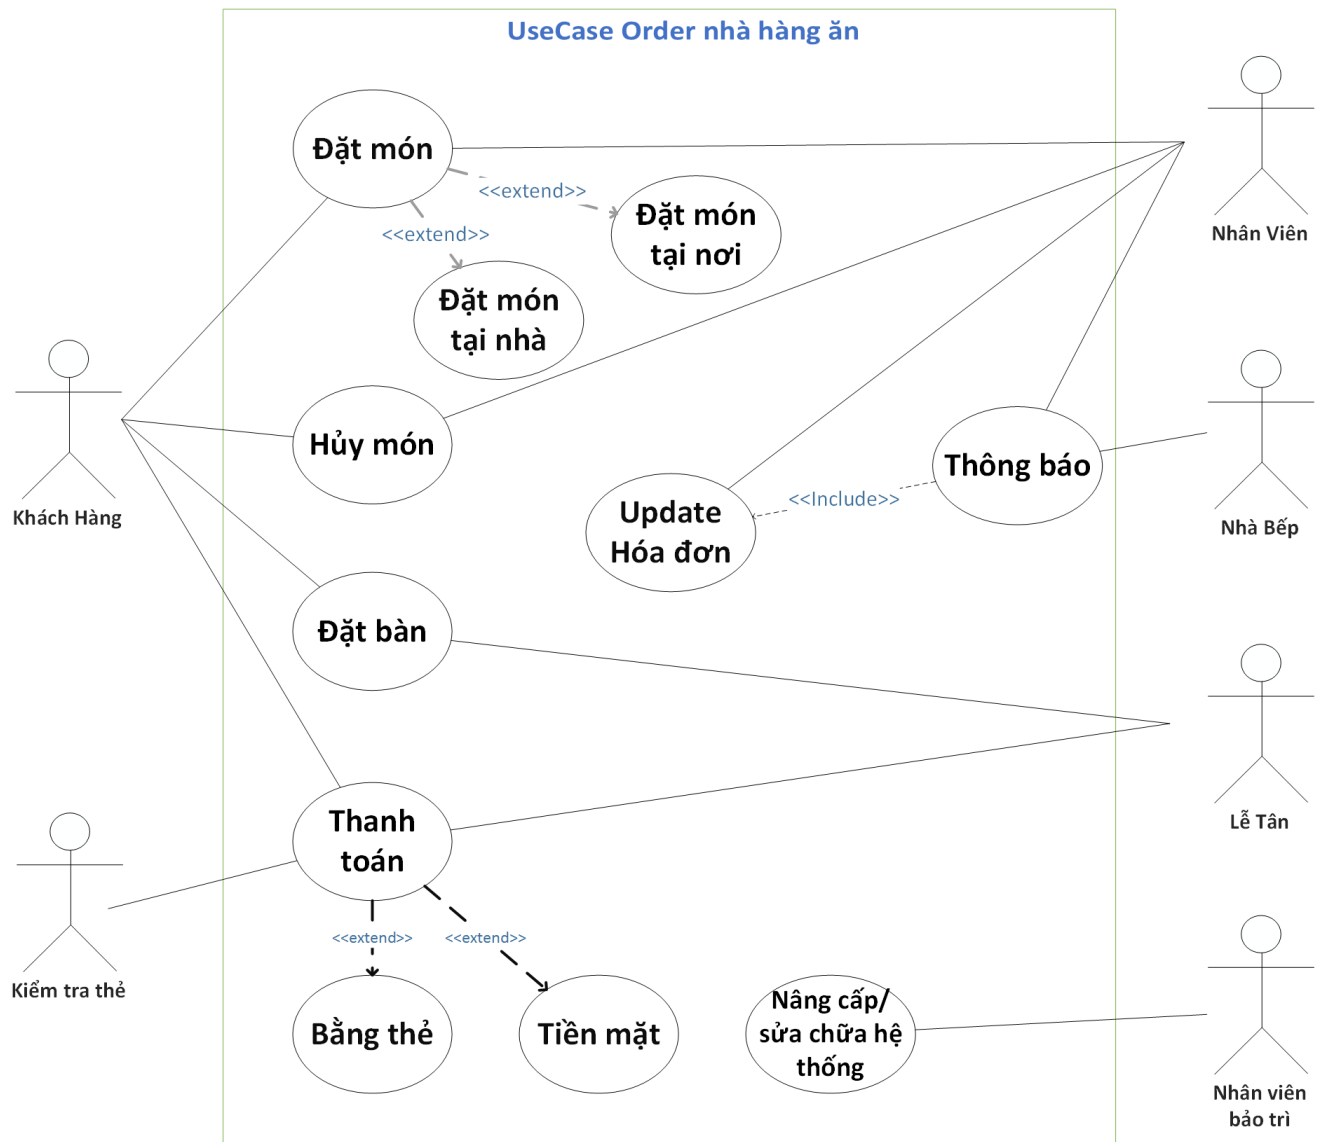 UseCase Order nhà hàng ăn
Đặt món
<<extend>>
Đặt món
tại nơi
<<extend>>
Đặt món
tại nhà
Nhân Viên
Hủy món
Khách Hàng
Thông báo
<<Include>>
Update
Hóa đơn
Nhà Bếp
Đặt bàn
Lễ Tân
Thanh
toán
Kiểm tra thẻ
<<extend>>
<<extend>>
Bằng thẻ
Tiền mặt
Nâng cấp/
sửa chữa hệ
thống
Nhân viên
bảo trì